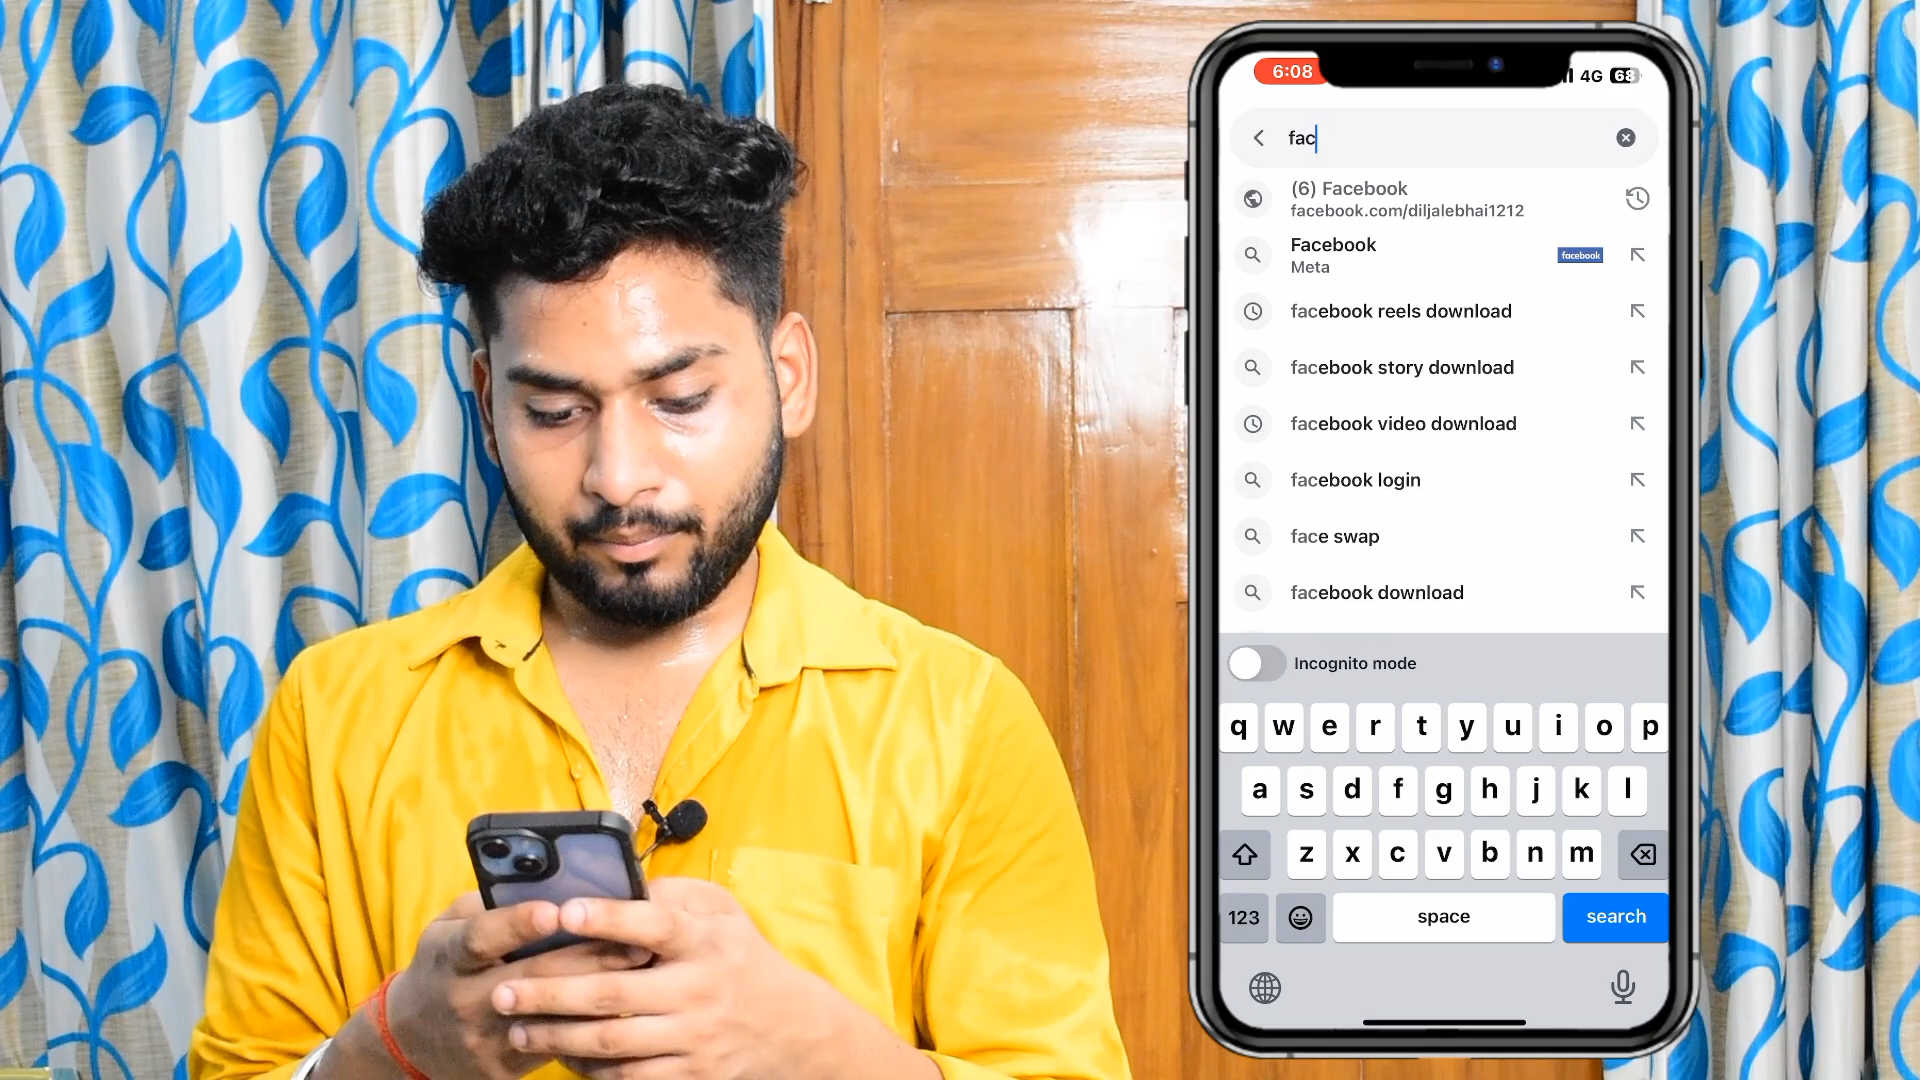 6:08
4G 68
fac
(6) Facebook
facebook.com/diljalebhai1212
Facebook
Meta
facebook
facebook reels download
facebook story download
facebook video download
facebook login
face swap
facebook download
Incognito mode
q w e r t y u i o p
a s d f g h j k l
z x c v b n m
123
space
search